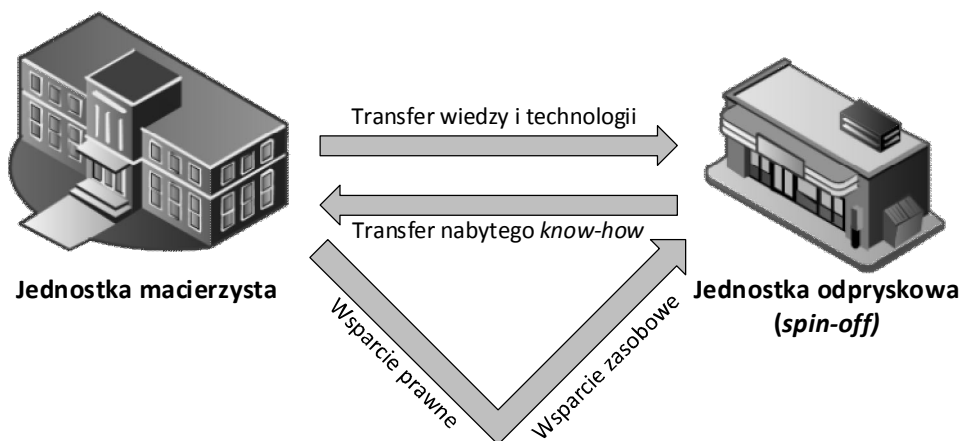 Transfer wiedzy i technologii
Transfer nabytego know-how
Jednostka macierzysta
Jednostka odpryskowa
(spin-off)
Wsparcie prawne
Wsparcie zasobowe